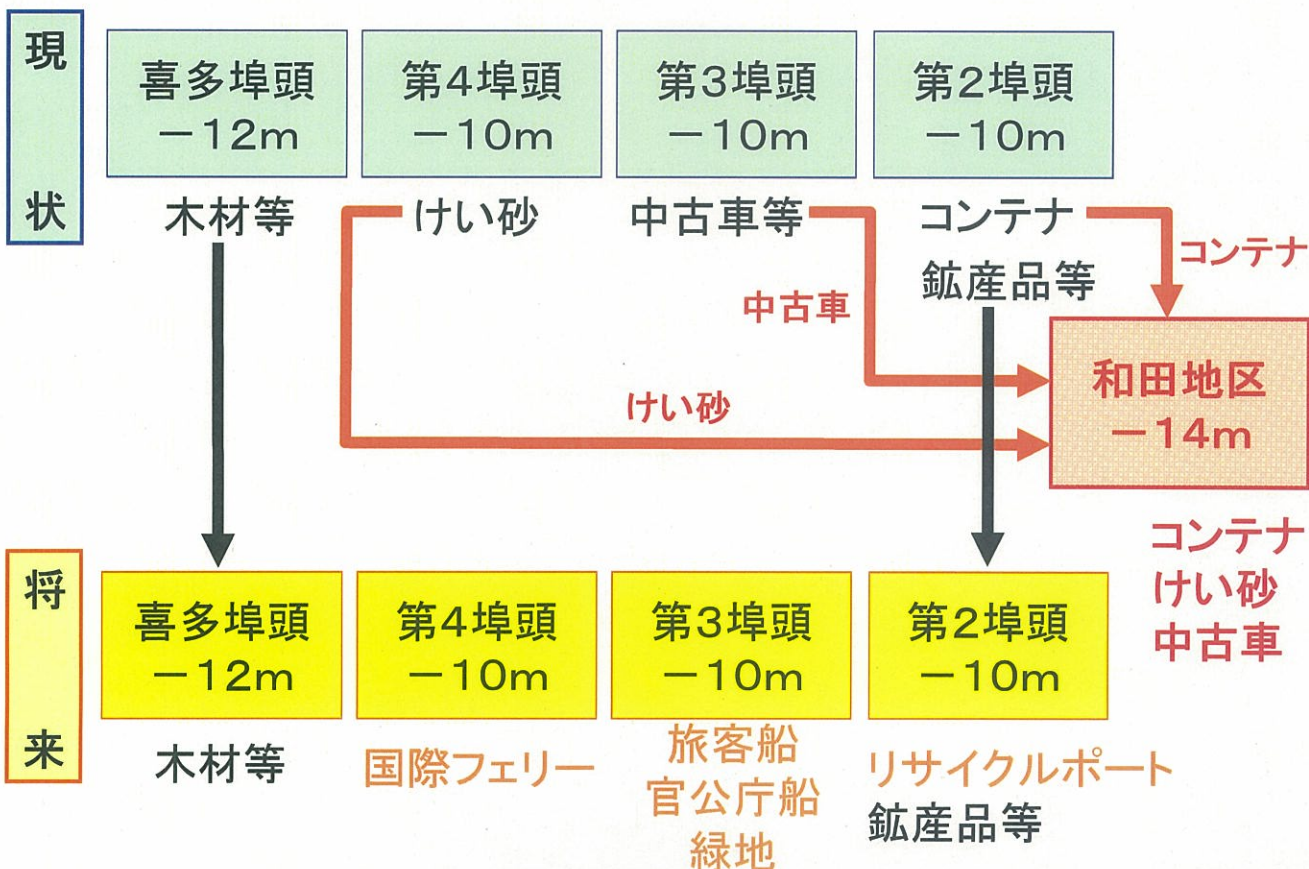 現状
喜多埠頭
－12m
第4埠頭
－10m
第3埠頭
－10m
第2埠頭
－10m
木材等
けい砂
中古車等
コンテナ
鉱産品等
コンテナ
中古車
けい砂
和田地区
－14m
コンテナ
けい砂
中古車
将来
喜多埠頭
－12m
第4埠頭
－10m
第3埠頭
－10m
第2埠頭
－10m
木材等
国際フェリー
旅客船
官公庁船
緑地
リサイクルポート
鉱産品等